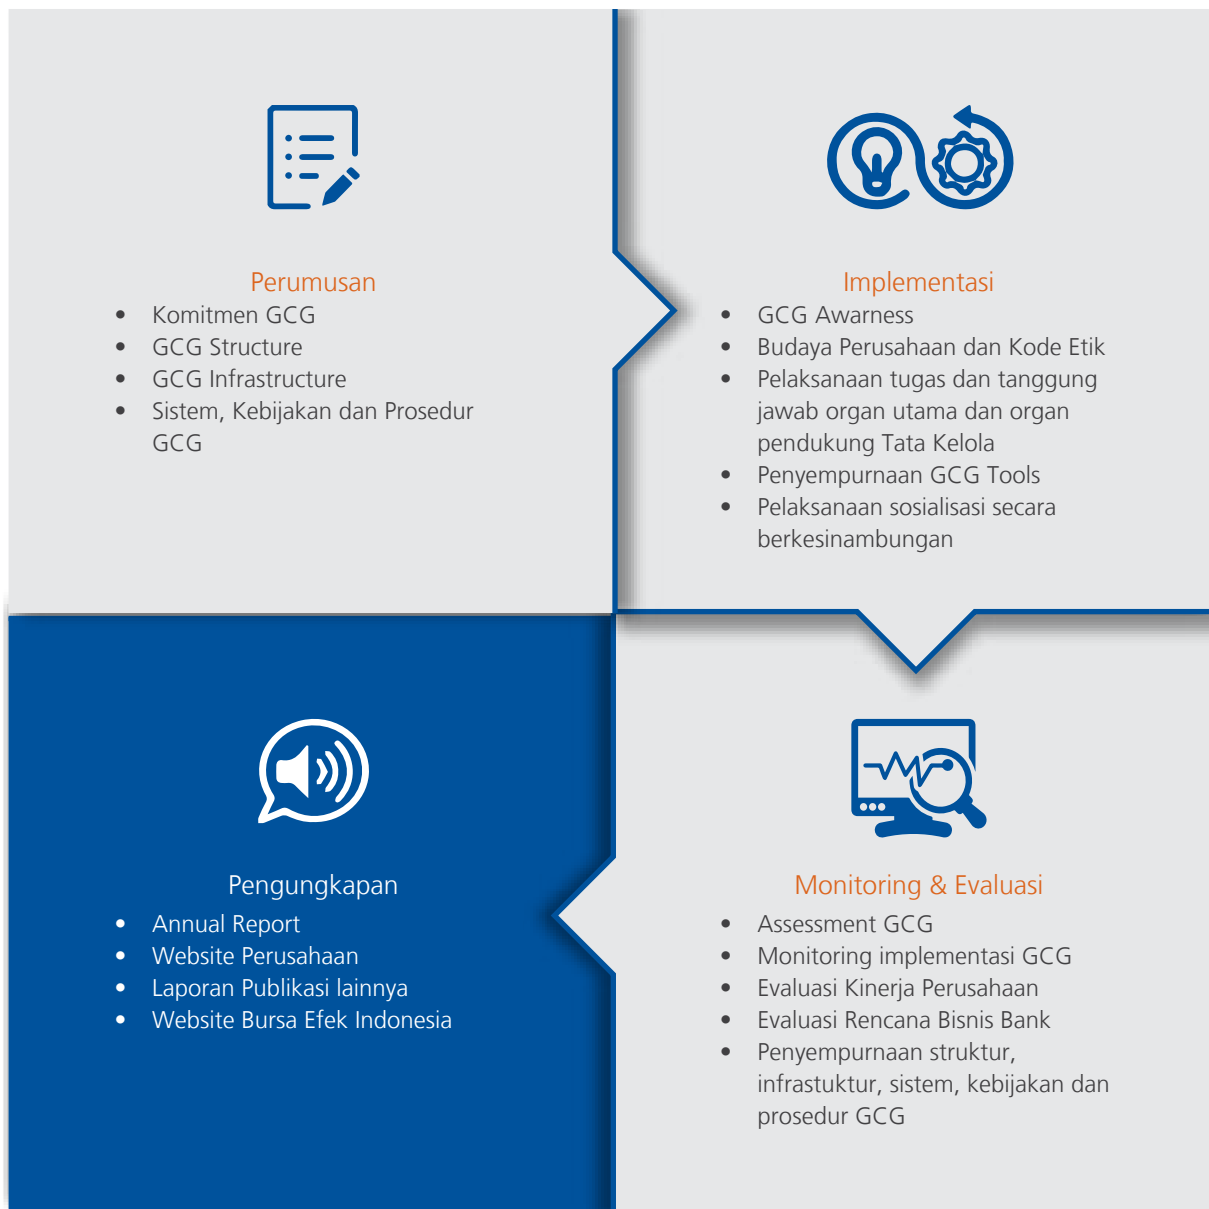 Perumusan
• Komitmen GCG
• GCG Structure
• GCG Infrastructure
• Sistem, Kebijakan dan Prosedur
GCG
Implementasi
• GCG Awarness
• Budaya Perusahaan dan Kode Etik
• Pelaksanaan tugas dan tanggung
jawab organ utama dan organ
pendukung Tata Kelola
• Penyempurnaan GCG Tools
• Pelaksanaan sosialisasi secara
berkesinambungan
Pengungkapan
• Annual Report
• Website Perusahaan
• Laporan Publikasi lainnya
• Website Bursa Efek Indonesia
Monitoring & Evaluasi
• Assessment GCG
• Monitoring implementasi GCG
• Evaluasi Kinerja Perusahaan
• Evaluasi Rencana Bisnis Bank
• Penyempurnaan struktur,
infrastuktur, sistem, kebijakan dan
prosedur GCG